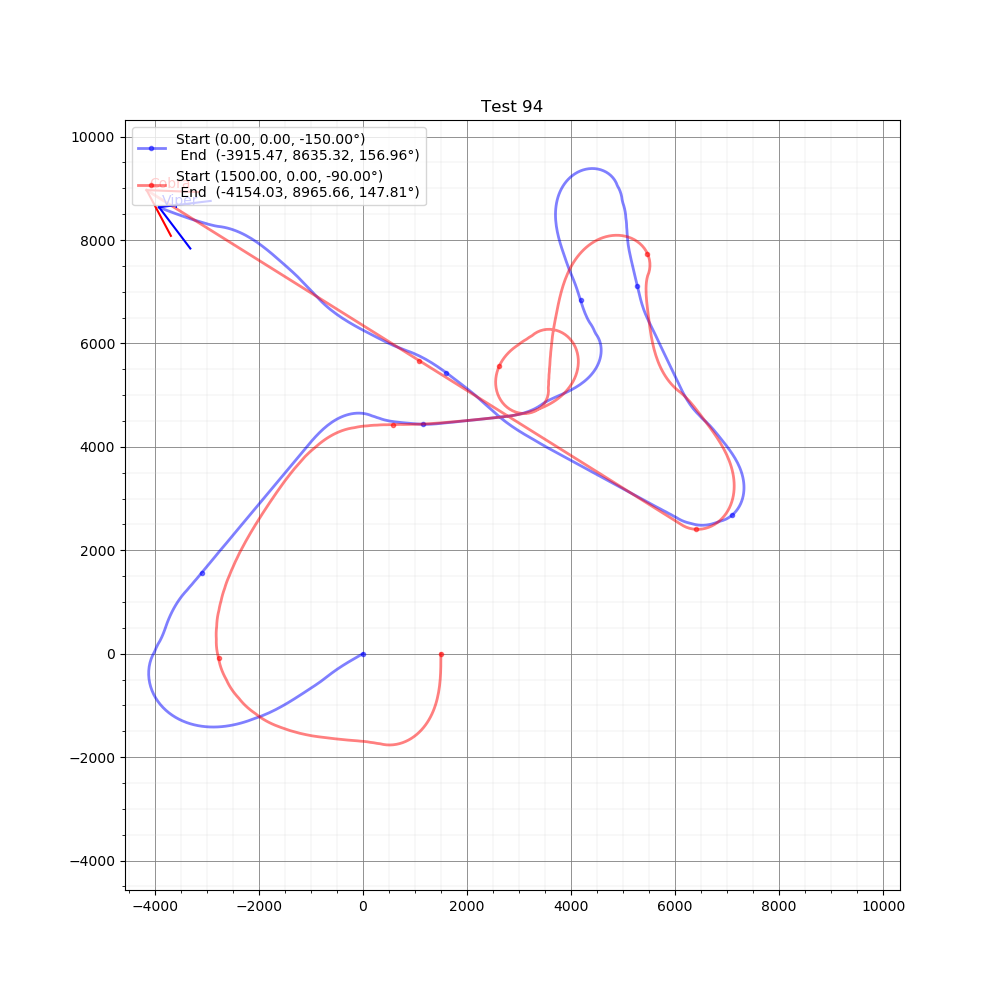 Test 94
Start (0.00, 0.00, -150.00°)
End  (-3915.47, 8635.32, 156.96°)
Start (1500.00, 0.00, -90.00°)
End  (-4154.03, 8965.66, 147.81°)
Cobra
Viper
10000
8000
6000
4000
2000
0
−2000
−4000
−4000 −2000 0 2000 4000 6000 8000 10000